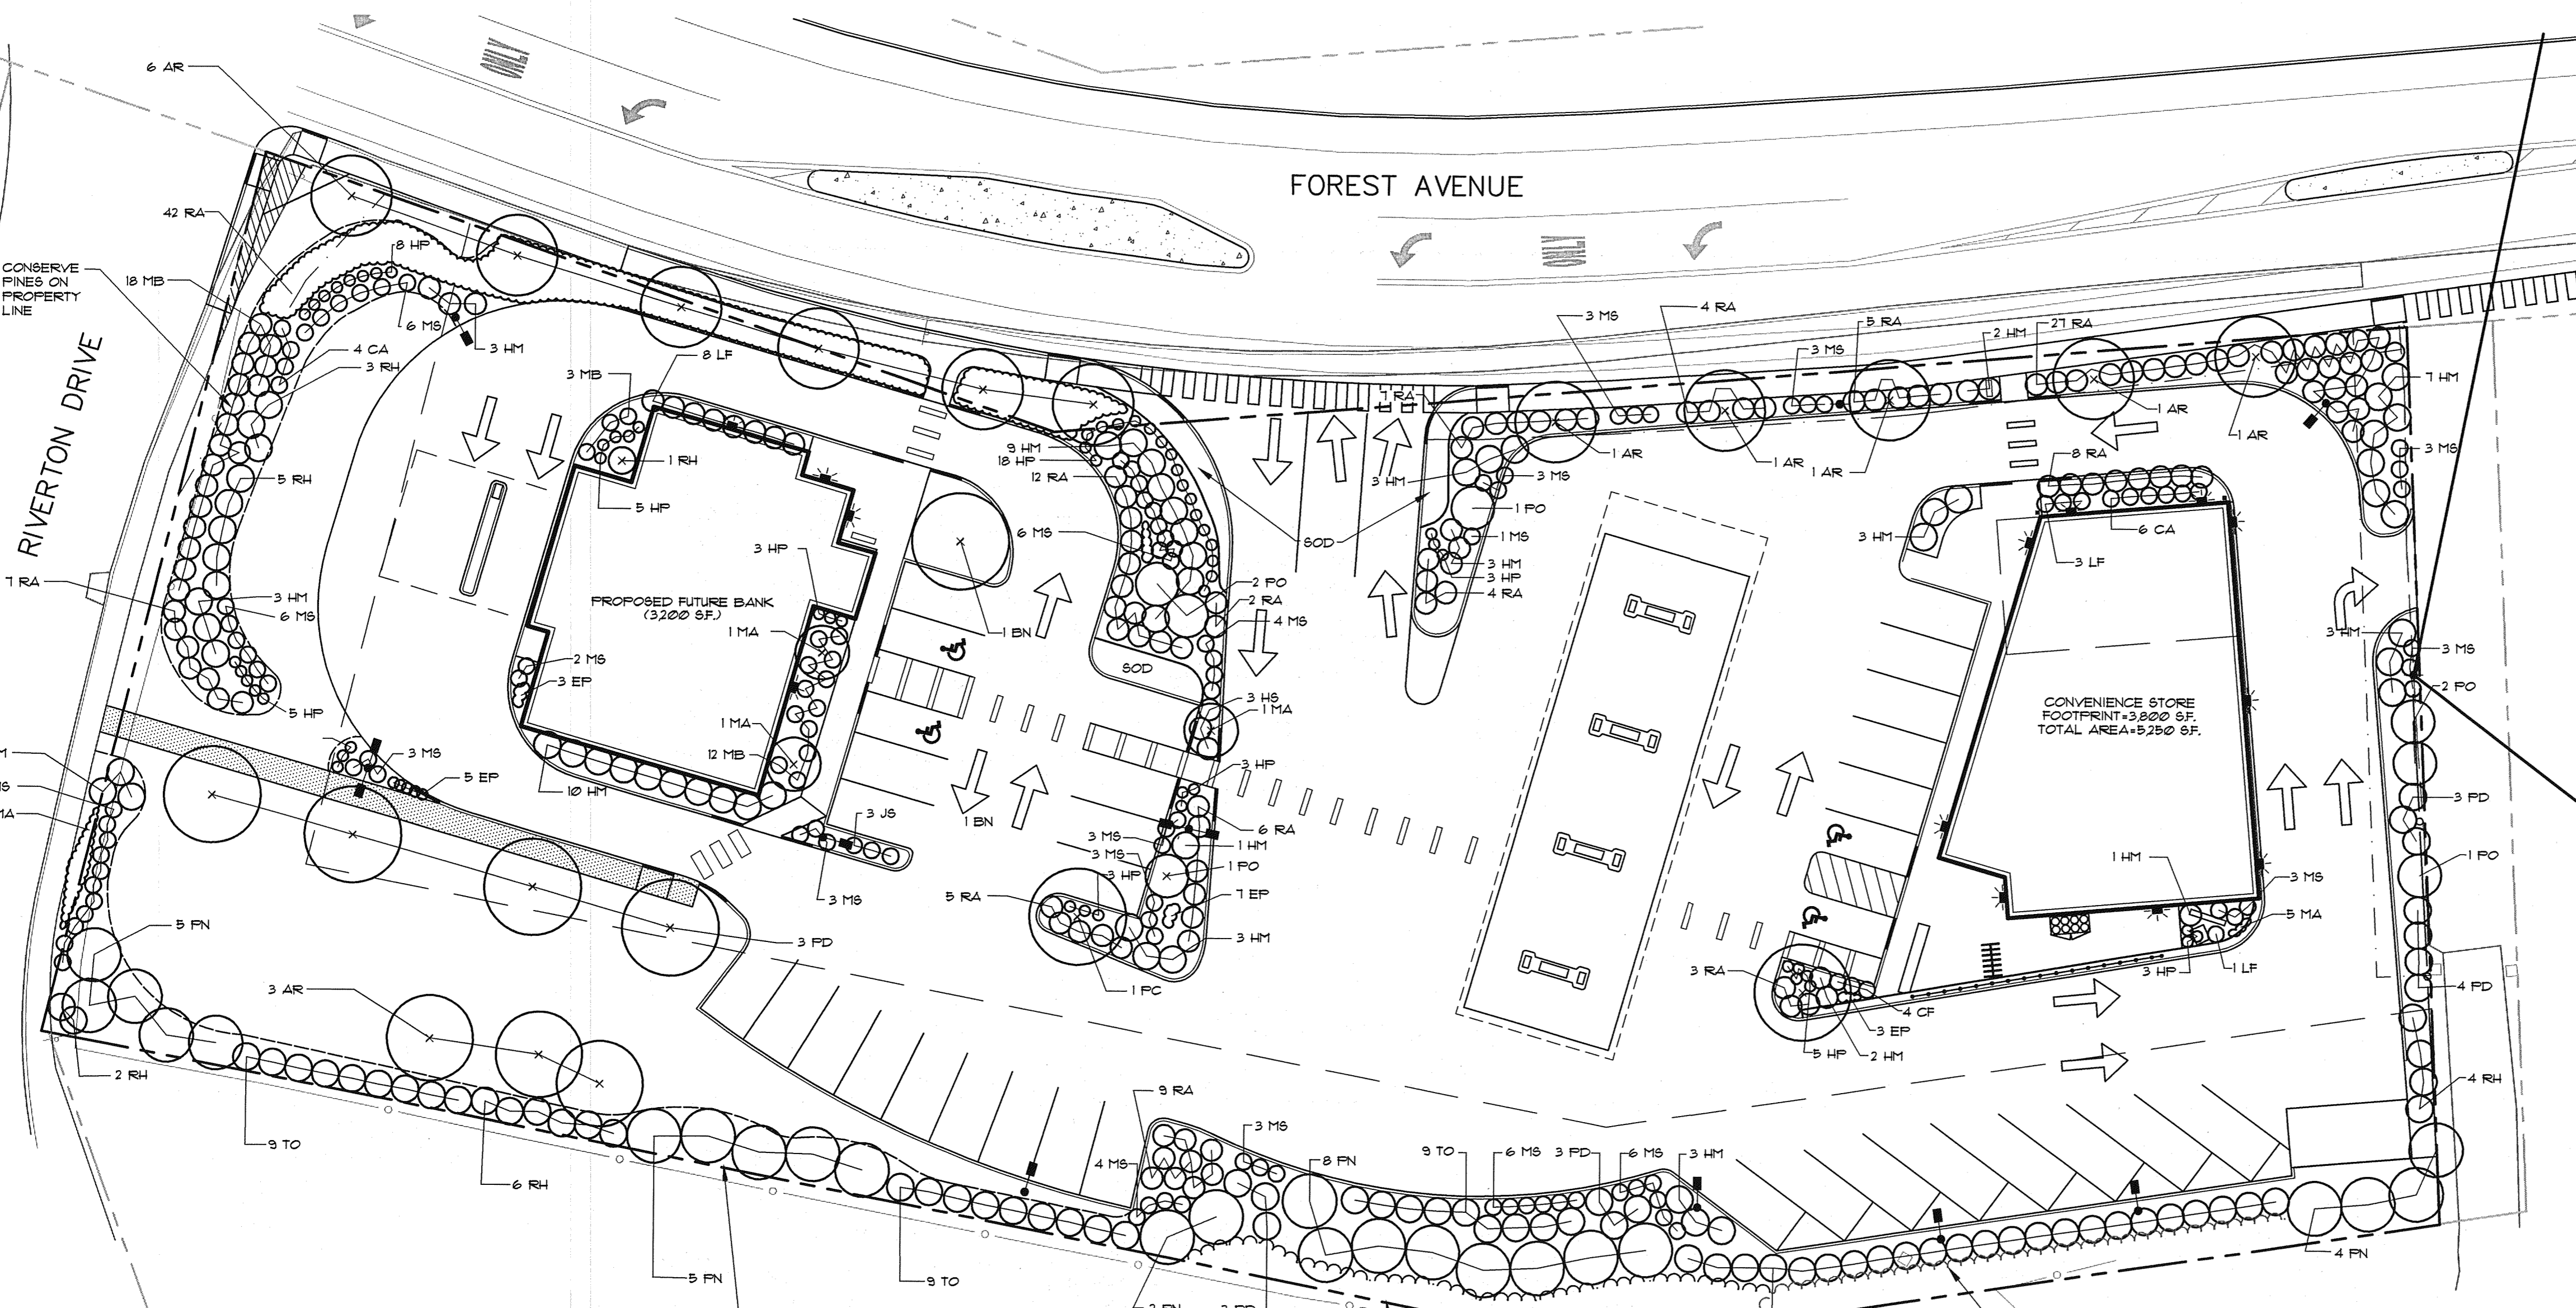 6 AR
ONLY
42 RA
FOREST AVENUE
ONLY
8 HP
CONSERVE
PINES ON
PROPERTY
LINE
18 MB
6 MS
3 HM
4 CA
3 RH
8 LF
3 MB
RIVERTON DRIVE
3 MS
4 RA
5 RA
2 HM
27 RA
3 MS
7 HM
1 AR
1 AR
7 RA
1 AR
1 AR
1 AR
9 HM
18 HP
12 RA
3 HM
3 MS
3 MS
8 RA
1 RH
5 RH
5 HP
1 PO
6 MS
SOD
1 MS
3 HM
6 CA
3 HP
3 HM
3 HP
4 RA
3 LF
7 RA
3 HM
6 MS
PROPOSED FUTURE BANK
(3,200 S.F.)
2 PO
2 RA
4 MS
1 MA
1 BN
3 HM
3 MS
2 MS
3 EP
SOD
2 PO
5 HP
3 HS
1 MA
1 MA
CONVENIENCE STORE
FOOTPRINT=3,800 S.F.
TOTAL AREA=5,250 S.F.
3 MS
5 EP
12 MB
10 HM
3 HP
3 PD
3 JS
1 BN
6 RA
3 MS
1 HM
3 MS
1 PO
1 HM
1 PO
3 HP
3 MS
3 MS
5 RA
7 EP
5 MA
5 PN
3 PD
3 HM
3 RA
3 HP
1 LF
3 AR
1 PC
4 PD
4 CF
3 EP
5 HP
2 HM
2 RH
4 RH
9 RA
9 TO
3 MS
6 RH
4 MS
8 PN
9 TO
6 MS
3 PD
6 MS
3 HM
5 PN
9 TO
4 PN